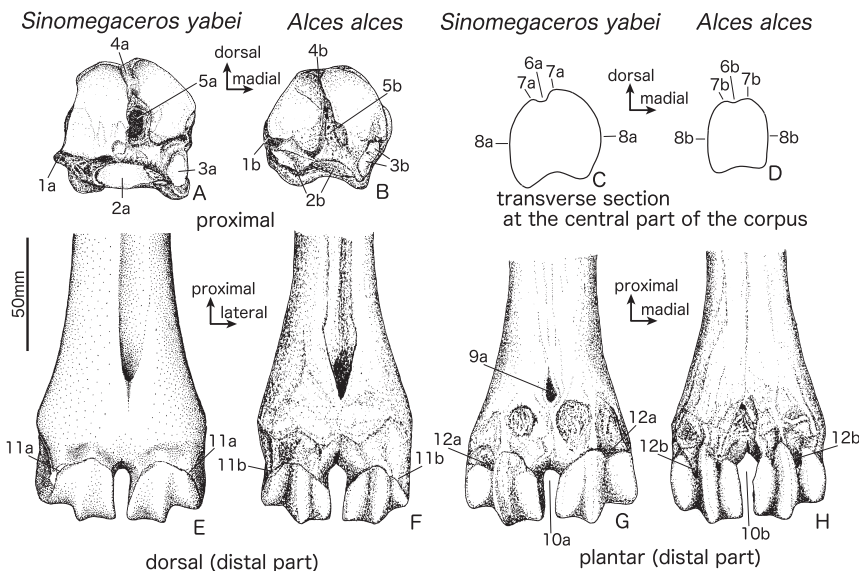 Sinomegaceros yabei Alces alces Sinomegaceros yabei Alces alces
4a 4b
dorsal
madial
5a 5b
6a
7a 7a
dorsal
madial
6b
7b 7b
8a 8a 8b 8b
1a 3a 1b 3b
2a A 2b B
C D
proximal
transverse section
at the central part of the corpus
50mm
proximal
lateral
proximal
madial
9a
11a 11a 11b 11b
12a 12a 12b 12b
E F G H
10a 10b
dorsal (distal part) plantar (distal part)